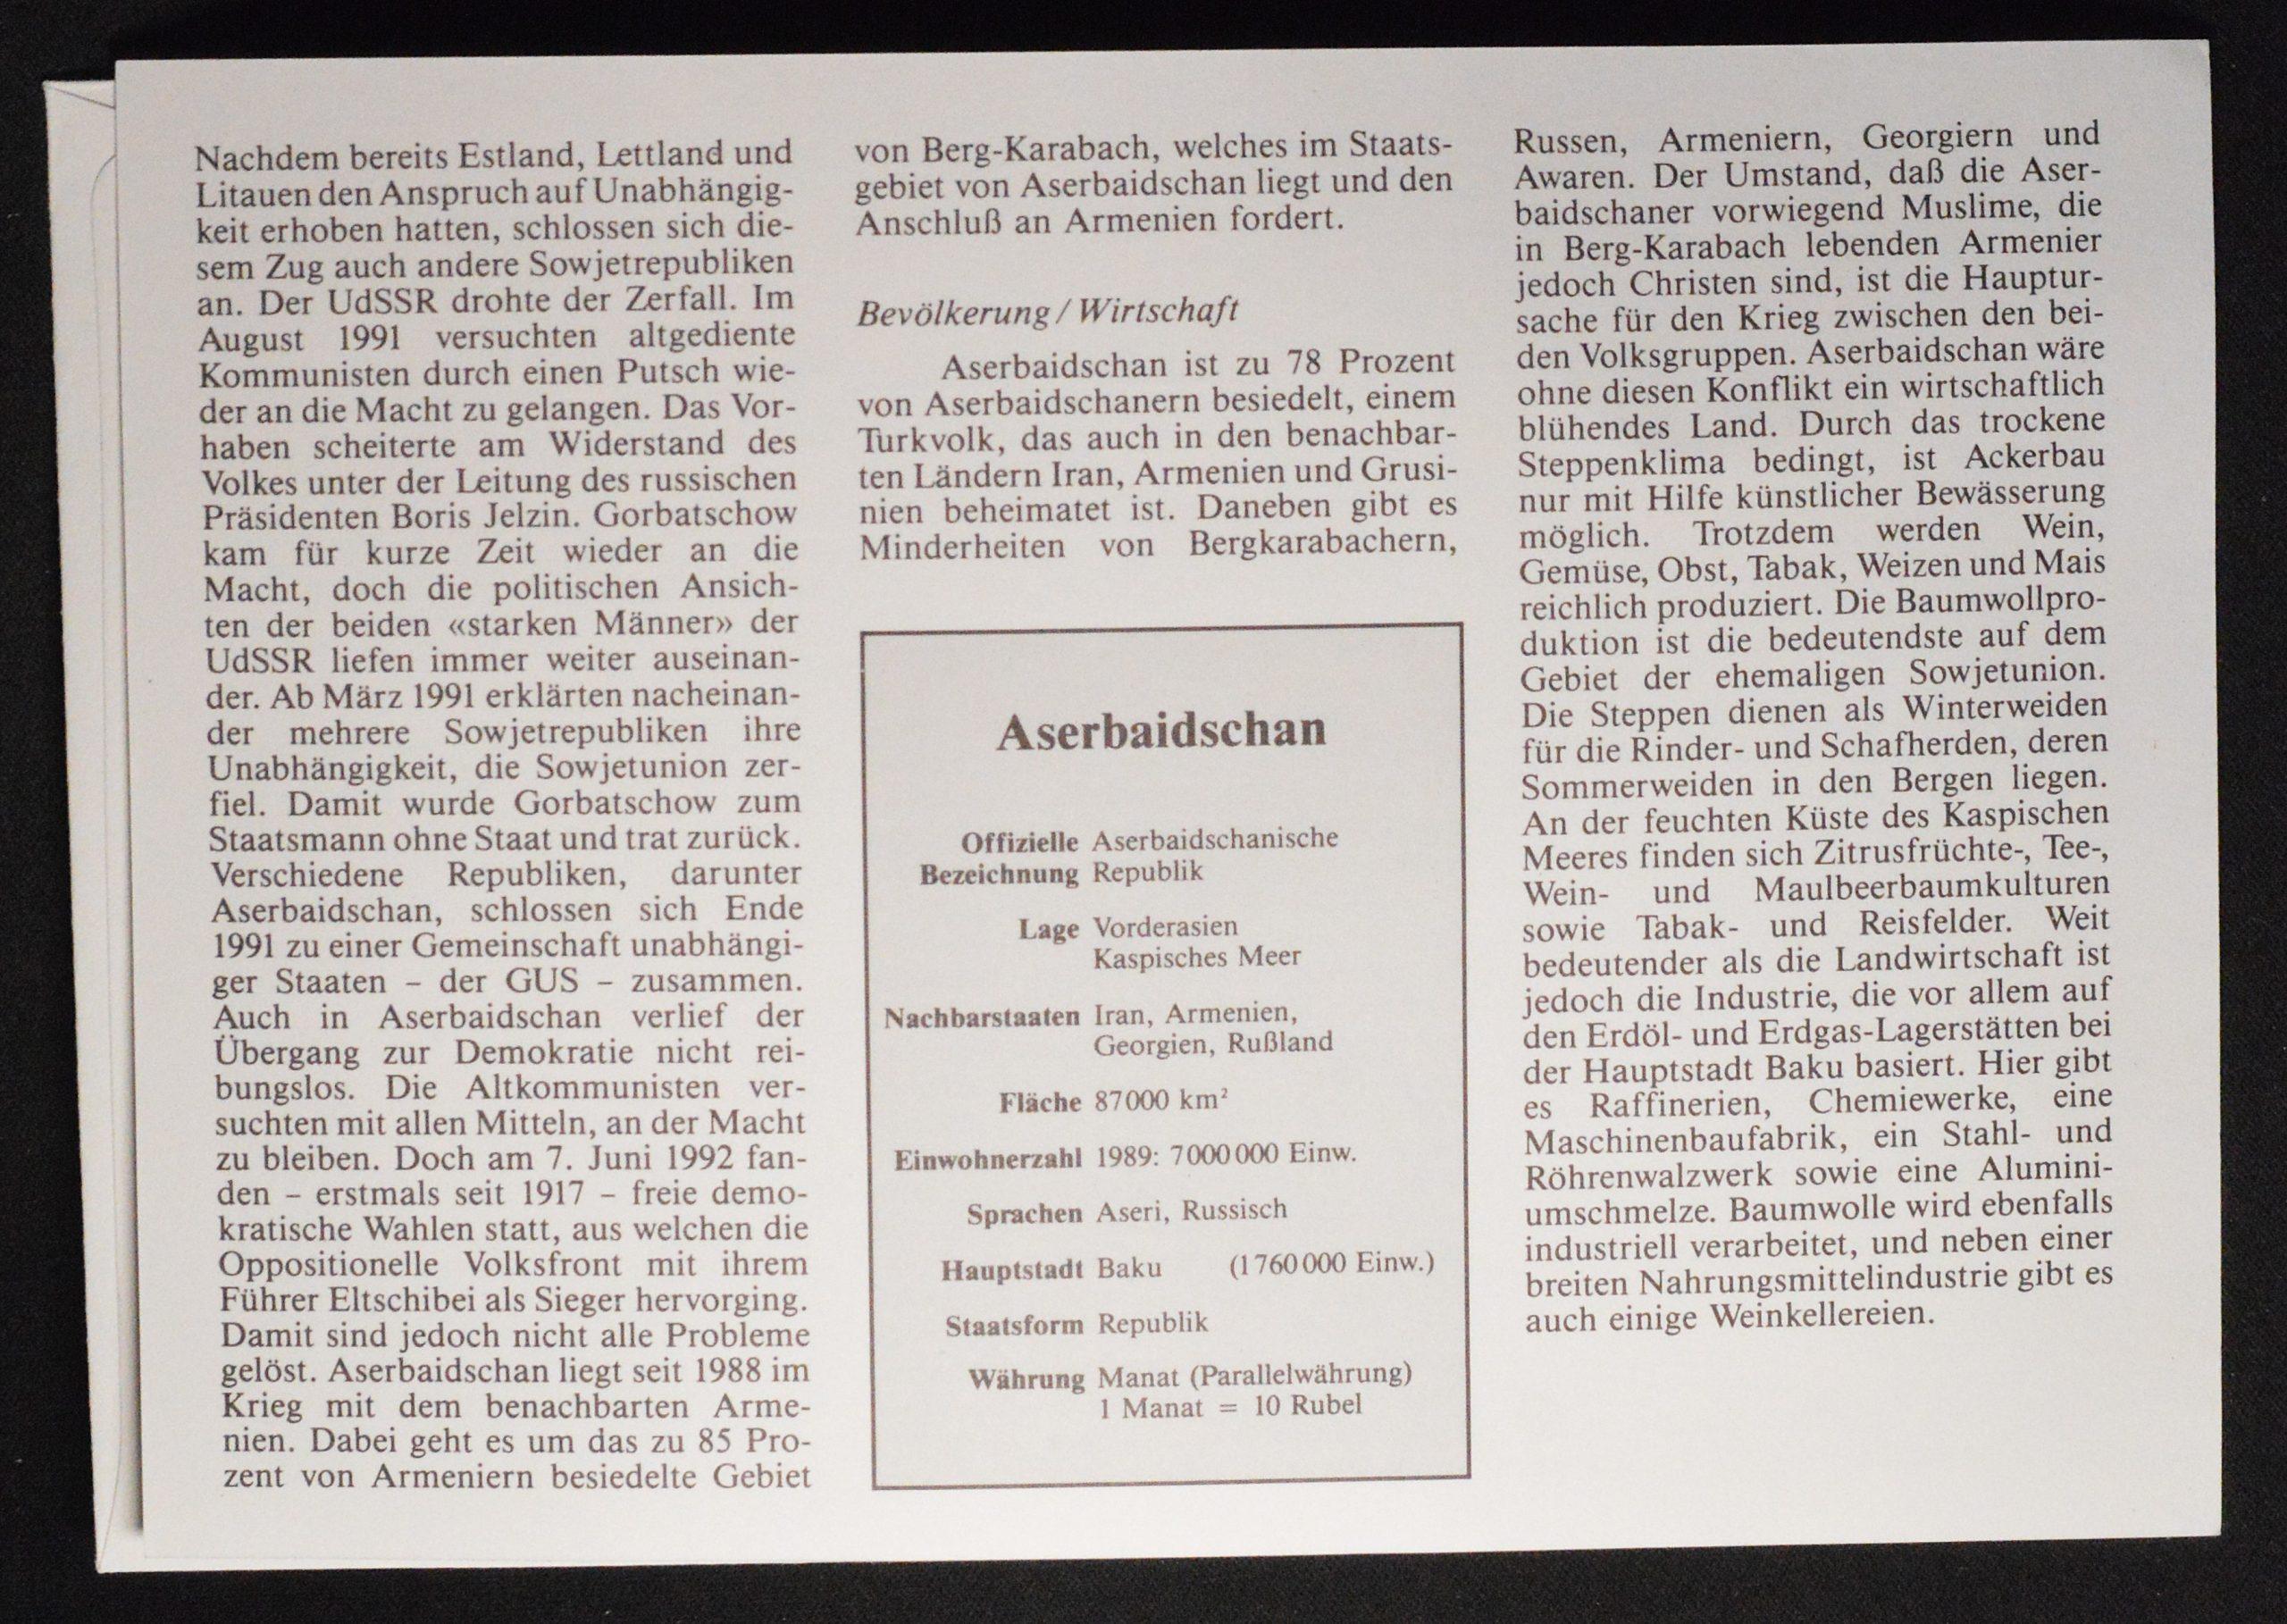 Nachdem bereits Estland, Lettland und
Litauen den Anspruch auf Unabhängig-
keit erhoben hatten, schlossen sich die-
sem Zug auch andere Sowjetrepubliken
an. Der UdSSR drohte der Zerfall. Im
August 1991 versuchten altgediente
Kommunisten durch einen Putsch wie-
der an die Macht zu gelangen. Das Vor-
haben scheiterte am Widerstand des
Volkes unter der Leitung des russischen
Präsidenten Boris Jelzin. Gorbatschow
kam für kurze Zeit wieder an die
Macht, doch die politischen Ansich-
ten der beiden «starken Männer» der
UdSSR liefen immer weiter auseinan-
der. Ab März 1991 erklärten nacheinan-
der mehrere Sowjetrepubliken ihre
Unabhängigkeit, die Sowjetunion zer-
fiel. Damit wurde Gorbatschow zum
Staatsmann ohne Staat und trat zurück.
Verschiedene Republiken, darunter
Aserbaidschan, schlossen sich Ende
1991 zu einer Gemeinschaft unabhängi-
ger Staaten – der GUS – zusammen.
Auch in Aserbaidschan verlief der
Übergang zur Demokratie nicht rei-
bungslos. Die Altkommunisten ver-
suchten mit allen Mitteln, an der Macht
zu bleiben. Doch am 7. Juni 1992 fan-
den – erstmals seit 1917 – freie demo-
kratische Wahlen statt, aus welchen die
Oppositionelle Volksfront mit ihrem
Führer Eltschibei als Sieger hervorging.
Damit sind jedoch nicht alle Probleme
gelöst. Aserbaidschan liegt seit 1988 im
Krieg mit dem benachbarten Arme-
nien. Dabei geht es um das zu 85 Pro-
zent von Armeniern besiedelte Gebiet
von Berg-Karabach, welches im Staats-
gebiet von Aserbaidschan liegt und den
Anschluß an Armenien fordert.
Bevölkerung / Wirtschaft
Aserbaidschan ist zu 78 Prozent
von Aserbaidschanern besiedelt, einem
Turkvolk, das auch in den benachbar-
ten Ländern Iran, Armenien und Grusi-
nien beheimatet ist. Daneben gibt es
Minderheiten von Bergkarabachern,
Aserbaidschan
Offizielle Aserbaidschanische
Bezeichnung Republik
Lage Vorderasien
Kaspisches Meer
Nachbarstaaten Iran, Armenien,
Georgien, Rußland
Fläche 87000 km²
Einwohnerzahl 1989: 7000000 Einw.
Sprachen Aseri, Russisch
Hauptstadt Baku (1760000 Einw.)
Staatsform Republik
Währung Manat (Parallelwährung)
1 Manat = 10 Rubel
Russen, Armeniern, Georgiern und
Awaren. Der Umstand, daß die Aser-
baidschaner vorwiegend Muslime, die
in Berg-Karabach lebenden Armenier
jedoch Christen sind, ist die Hauptur-
sache für den Krieg zwischen den bei-
den Volksgruppen. Aserbaidschan wäre
ohne diesen Konflikt ein wirtschaftlich
blühendes Land. Durch das trockene
Steppenklima bedingt, ist Ackerbau
nur mit Hilfe künstlicher Bewässerung
möglich. Trotzdem werden Wein,
Gemüse, Obst, Tabak, Weizen und Mais
reichlich produziert. Die Baumwollpro-
duktion ist die bedeutendste auf dem
Gebiet der ehemaligen Sowjetunion.
Die Steppen dienen als Winterweiden
für die Rinder- und Schafherden, deren
Sommerweiden in den Bergen liegen.
An der feuchten Küste des Kaspischen
Meeres finden sich Zitrusfrüchte-, Tee-,
Wein- und Maulbeerbaumkulturen
sowie Tabak- und Reisfelder. Weit
bedeutender als die Landwirtschaft ist
jedoch die Industrie, die vor allem auf
den Erdöl- und Erdgas-Lagerstätten bei
der Hauptstadt Baku basiert. Hier gibt
es Raffinerien, Chemiewerke, eine
Maschinenbaufabrik, ein Stahl- und
Röhrenwalzwerk sowie eine Alumini-
umschmelze. Baumwolle wird ebenfalls
industriell verarbeitet, und neben einer
breiten Nahrungsmittelindustrie gibt es
auch einige Weinkellereien.